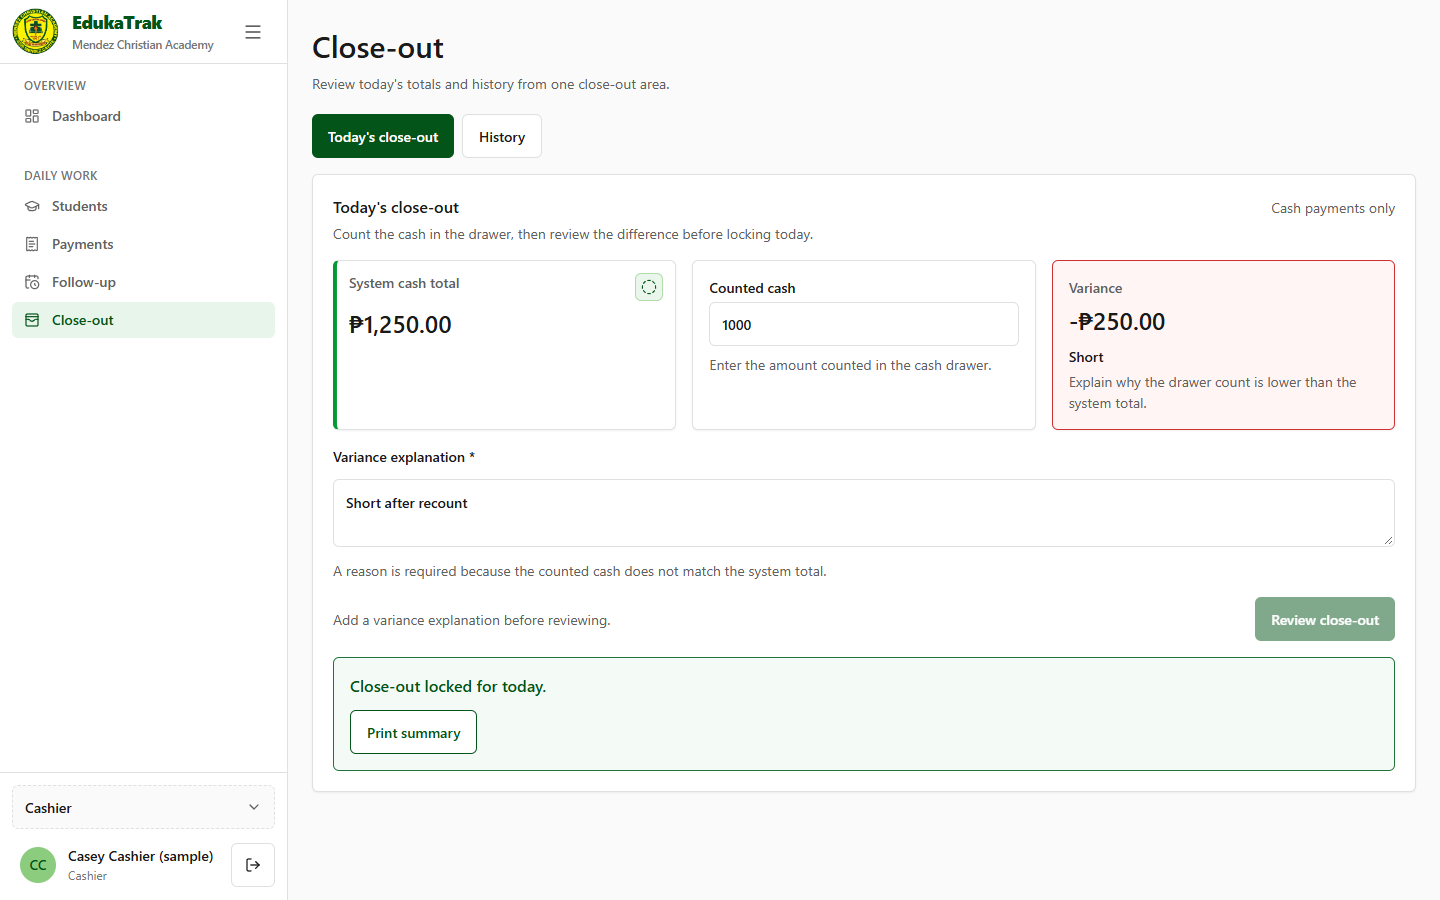 EdukaTrak
Mendez Christian Academy
OVERVIEW
Dashboard
DAILY WORK
Students
Payments
Follow-up
Close-out
Cashier
CC
Casey Cashier (sample)
Cashier
Close-out
Review today's totals and history from one close-out area.
Today's close-out
History
Today's close-out
Cash payments only
Count the cash in the drawer, then review the difference before locking today.
System cash total
₱1,250.00
Counted cash
1000
Enter the amount counted in the cash drawer.
Variance
-₱250.00
Short
Explain why the drawer count is lower than the
system total.
Variance explanation *
Short after recount
A reason is required because the counted cash does not match the system total.
Add a variance explanation before reviewing.
Review close-out
Close-out locked for today.
Print summary